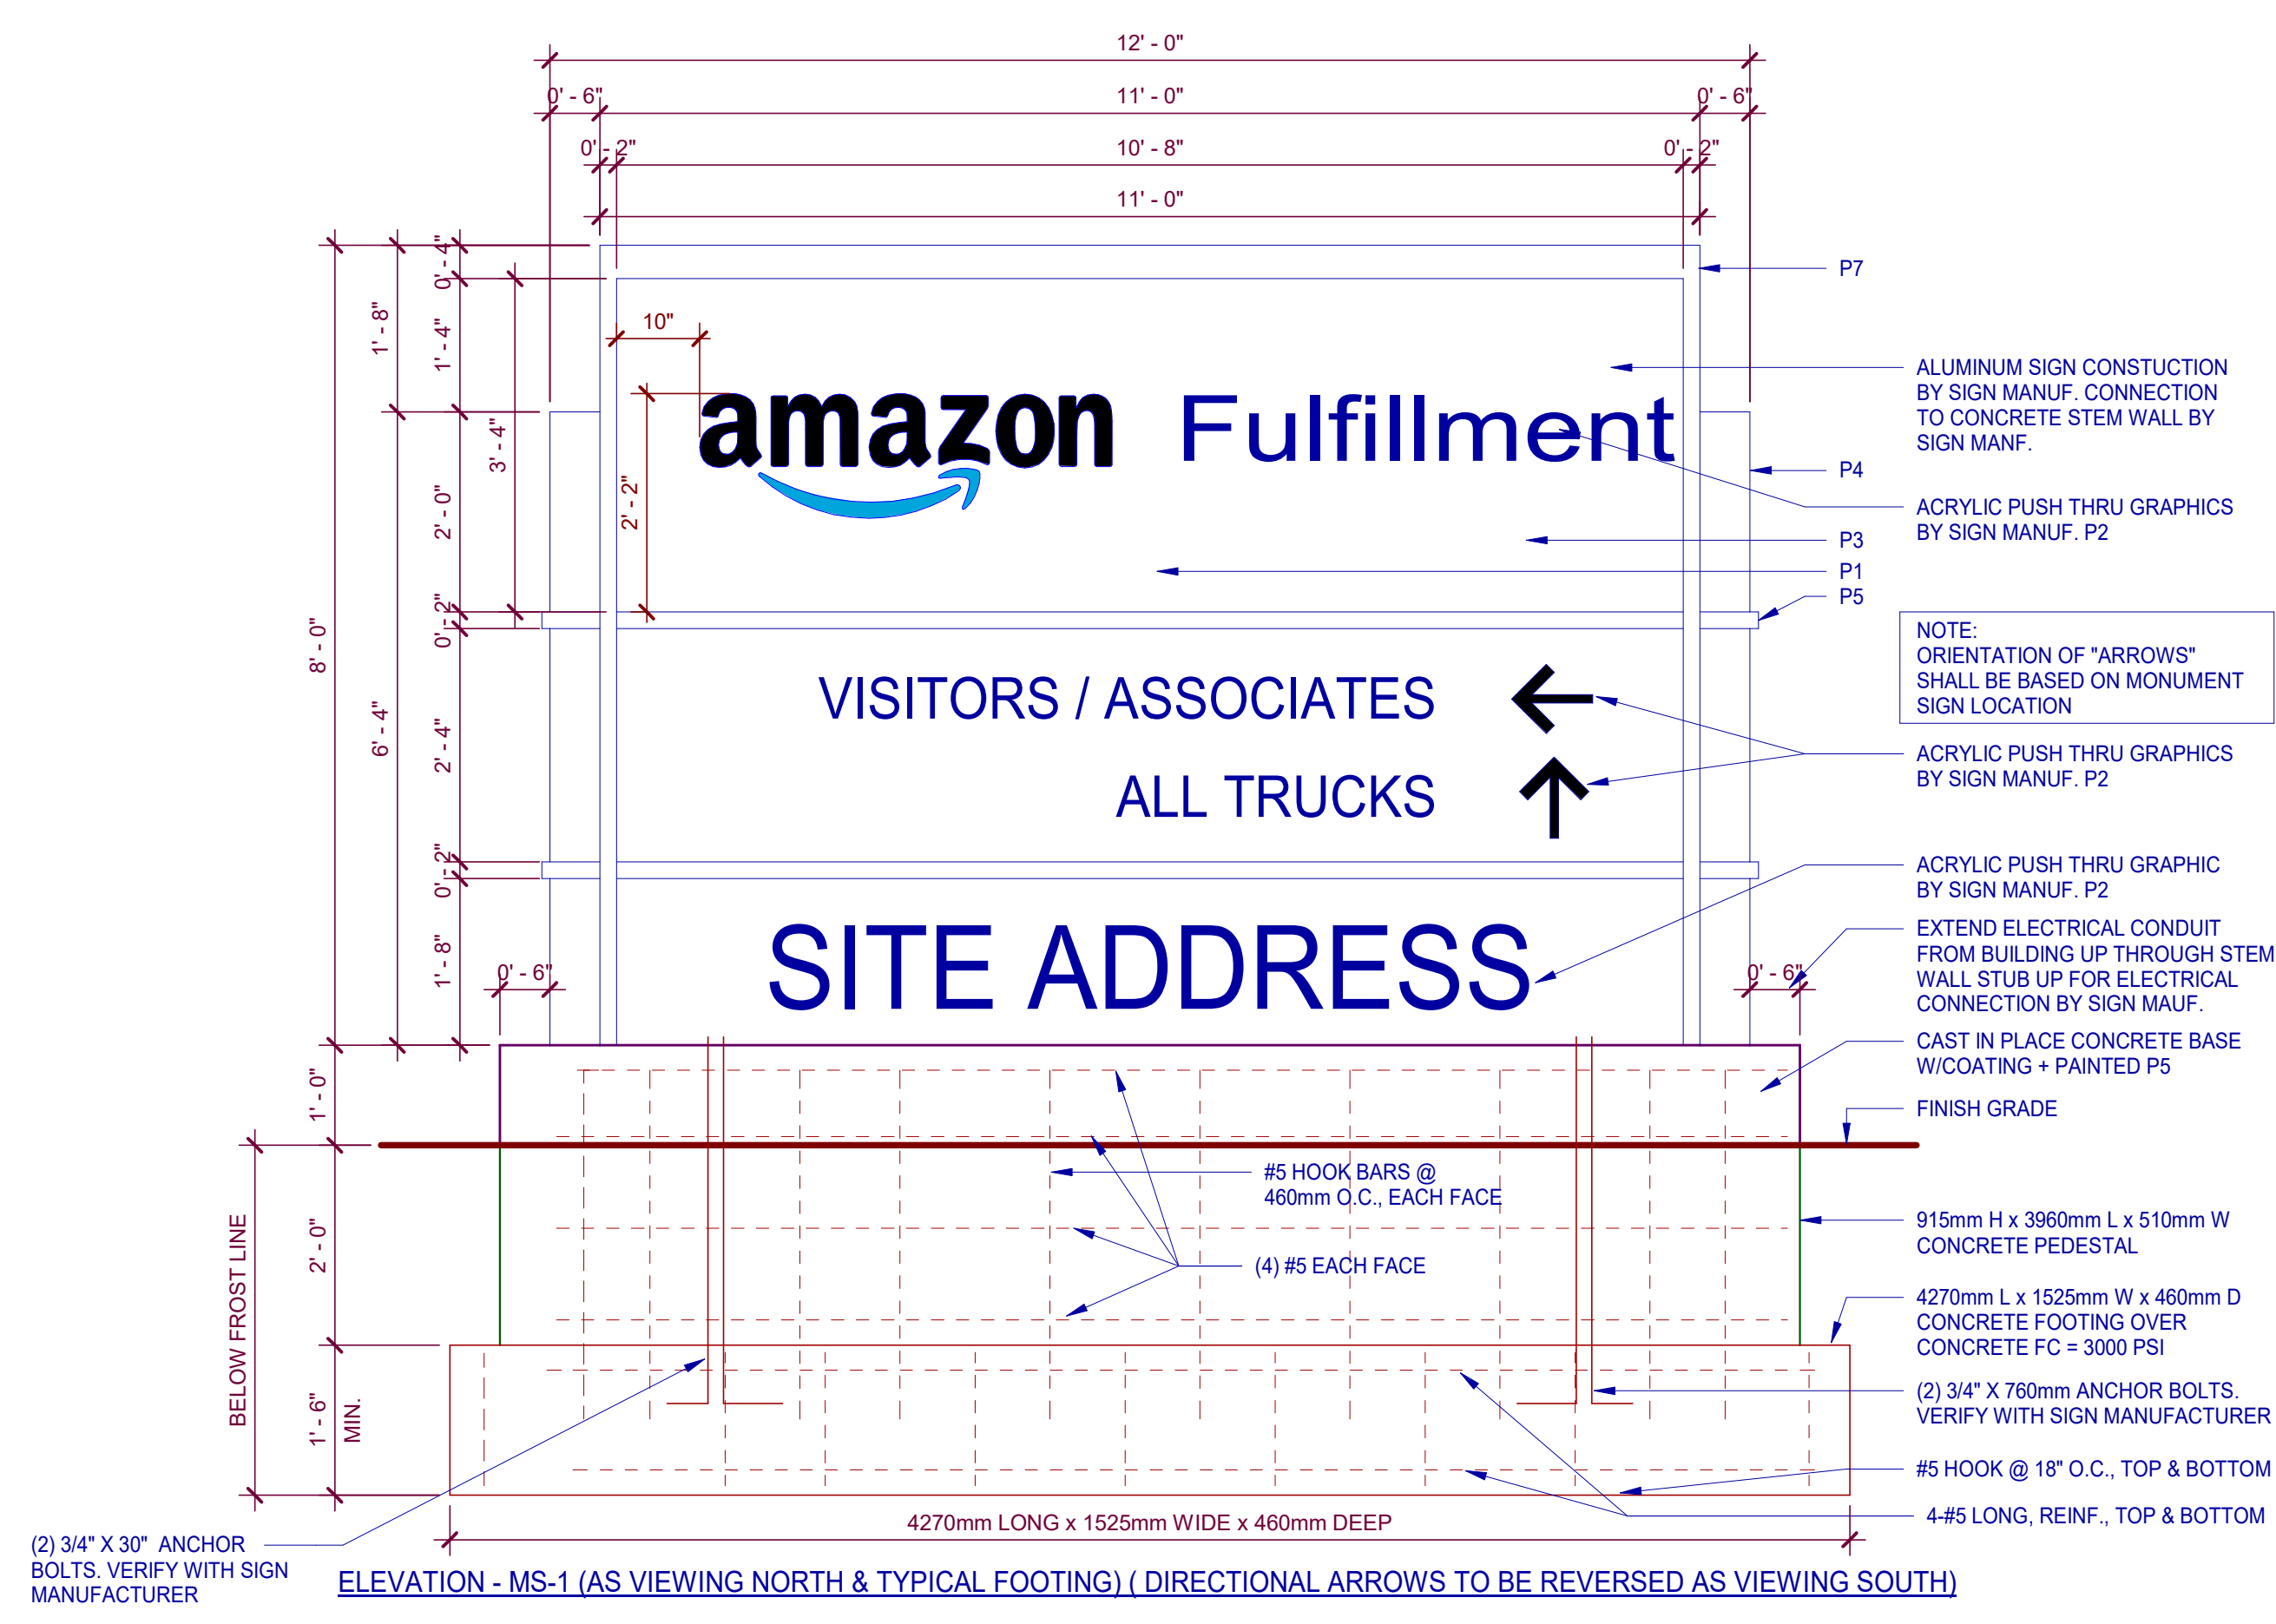 12' - 0"
0' - 6"
11' - 0"
0' - 6"
0' - 2"
10' - 8"
0' - 2"
11' - 0"
0' - 4"
1' - 8"
1' - 4"
3' - 4"
2' - 0"
0' - 2"
8' - 0"
6' - 4"
2' - 4"
0' - 2"
1' - 8"
10"
2' - 2"
amazon Fulfillment
VISITORS / ASSOCIATES
ALL TRUCKS
SITE ADDRESS
P7
ALUMINUM SIGN CONSTUCTION
BY SIGN MANUF. CONNECTION
TO CONCRETE STEM WALL BY
SIGN MANF.
P4
ACRYLIC PUSH THRU GRAPHICS
BY SIGN MANUF. P2
P3
P1
P5
NOTE:
ORIENTATION OF "ARROWS"
SHALL BE BASED ON MONUMENT
SIGN LOCATION
ACRYLIC PUSH THRU GRAPHICS
BY SIGN MANUF. P2
ACRYLIC PUSH THRU GRAPHIC
BY SIGN MANUF. P2
0' - 6"
0' - 6"
EXTEND ELECTRICAL CONDUIT
FROM BUILDING UP THROUGH STEM
WALL STUB UP FOR ELECTRICAL
CONNECTION BY SIGN MAUF.
CAST IN PLACE CONCRETE BASE
W/COATING + PAINTED P5
FINISH GRADE
1' - 0"
2' - 0"
1' - 6"
MIN.
BELOW FROST LINE
#5 HOOK BARS @
460mm O.C., EACH FACE
(4) #5 EACH FACE
915mm H x 3960mm L x 510mm W
CONCRETE PEDESTAL
4270mm L x 1525mm W x 460mm D
CONCRETE FOOTING OVER
CONCRETE FC = 3000 PSI
(2) 3/4" X 760mm ANCHOR BOLTS.
VERIFY WITH SIGN MANUFACTURER
#5 HOOK @ 18" O.C., TOP & BOTTOM
4-#5 LONG, REINF., TOP & BOTTOM
4270mm LONG x 1525mm WIDE x 460mm DEEP
(2) 3/4" X 30" ANCHOR
BOLTS. VERIFY WITH SIGN
MANUFACTURER
ELEVATION - MS-1 (AS VIEWING NORTH & TYPICAL FOOTING) ( DIRECTIONAL ARROWS TO BE REVERSED AS VIEWING SOUTH)